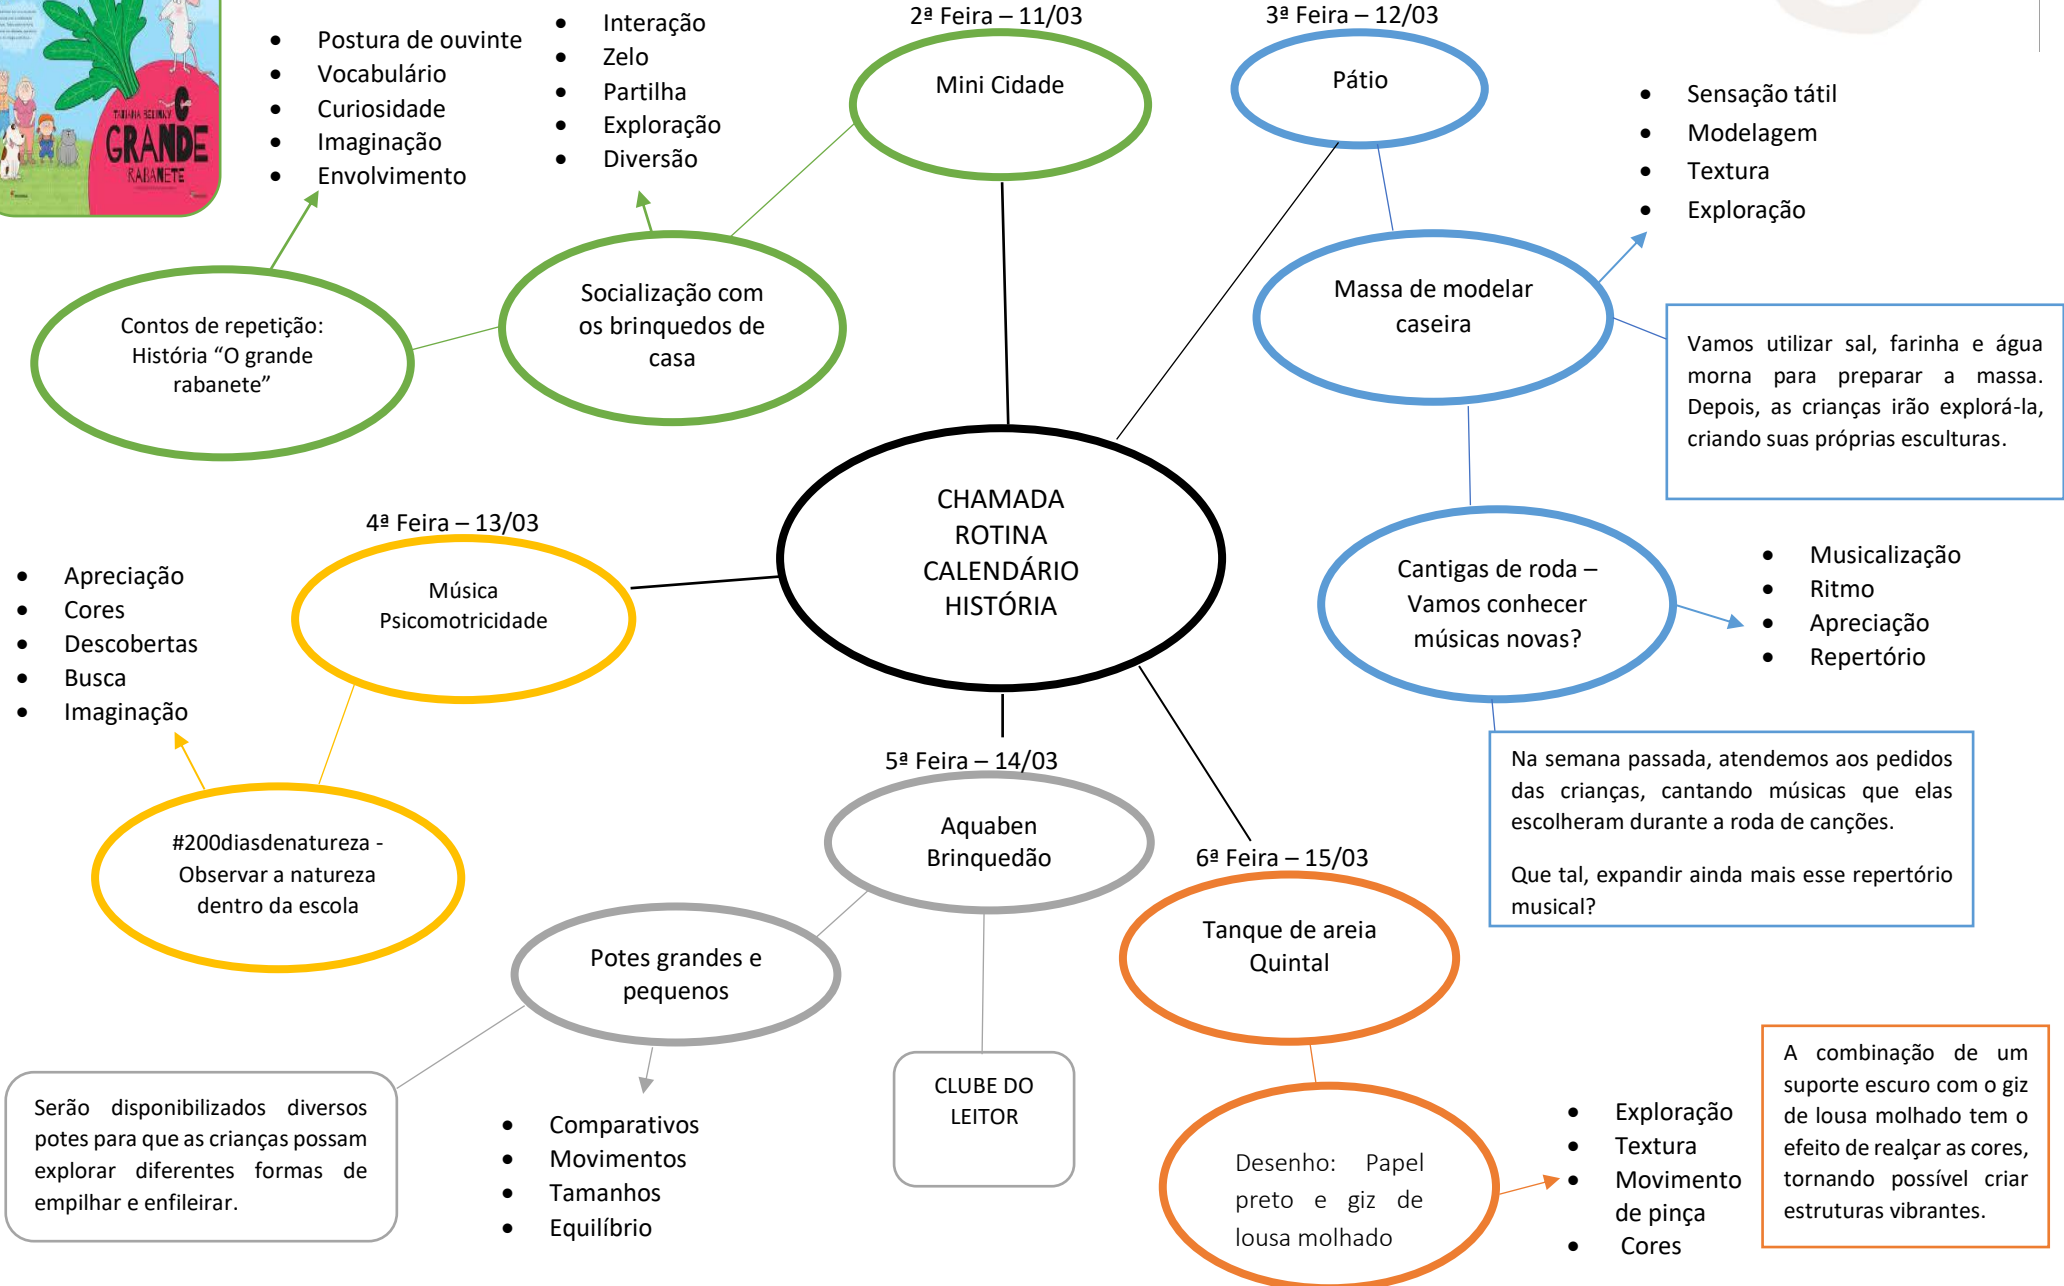 TATIANA BELINKY
O
GRANDE
RABANETE
• Postura de ouvinte
• Vocabulário
• Curiosidade
• Imaginação
• Envolvimento
• Interação
• Zelo
• Partilha
• Exploração
• Diversão
2ª Feira – 11/03
Mini Cidade
3ª Feira – 12/03
Pátio
• Sensação tátil
• Modelagem
• Textura
• Exploração
Contos de repetição:
História “O grande
rabanete”
Socialização com
os brinquedos de
casa
Massa de modelar
caseira
Vamos utilizar sal, farinha e água
morna para preparar a massa.
Depois, as crianças irão explorá-la,
criando suas próprias esculturas.
CHAMADA
ROTINA
CALENDÁRIO
HISTÓRIA
4ª Feira – 13/03
Música
Psicomotricidade
• Apreciação
• Cores
• Descobertas
• Busca
• Imaginação
#200diasdenatureza -
Observar a natureza
dentro da escola
Cantigas de roda –
Vamos conhecer
músicas novas?
• Musicalização
• Ritmo
• Apreciação
• Repertório
Na semana passada, atendemos aos pedidos
das crianças, cantando músicas que elas
escolheram durante a roda de canções.
Que tal, expandir ainda mais esse repertório
musical?
5ª Feira – 14/03
Aquaben
Brinquedão
Potes grandes e
pequenos
Serão disponibilizados diversos
potes para que as crianças possam
explorar diferentes formas de
empilhar e enfileirar.
• Comparativos
• Movimentos
• Tamanhos
• Equilíbrio
CLUBE DO
LEITOR
6ª Feira – 15/03
Tanque de areia
Quintal
Desenho: Papel
preto e giz de
lousa molhado
• Exploração
• Textura
• Movimento
de pinça
• Cores
A combinação de um
suporte escuro com o giz
de lousa molhado tem o
efeito de realçar as cores,
tornando possível criar
estruturas vibrantes.